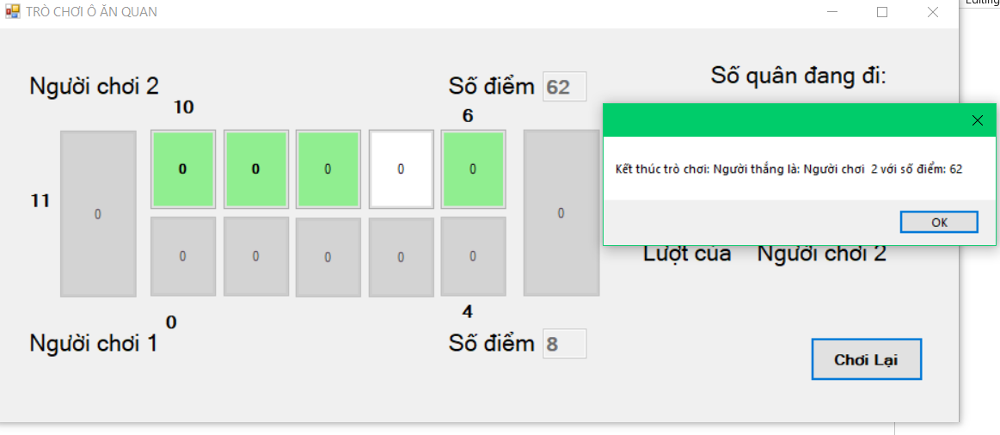 TRÒ CHƠI Ô ĂN QUAN
Người chơi 2
Số điểm 62
Số quân đang đi:
10
6
0 0 0 0 0
11
0
0
0 0 0 0 0
Kết thúc trò chơi: Người thắng là: Người chơi  2 với số điểm: 62
OK
Lượt của Người chơi 2
0
4
Người chơi 1
Số điểm 8
Chơi Lại